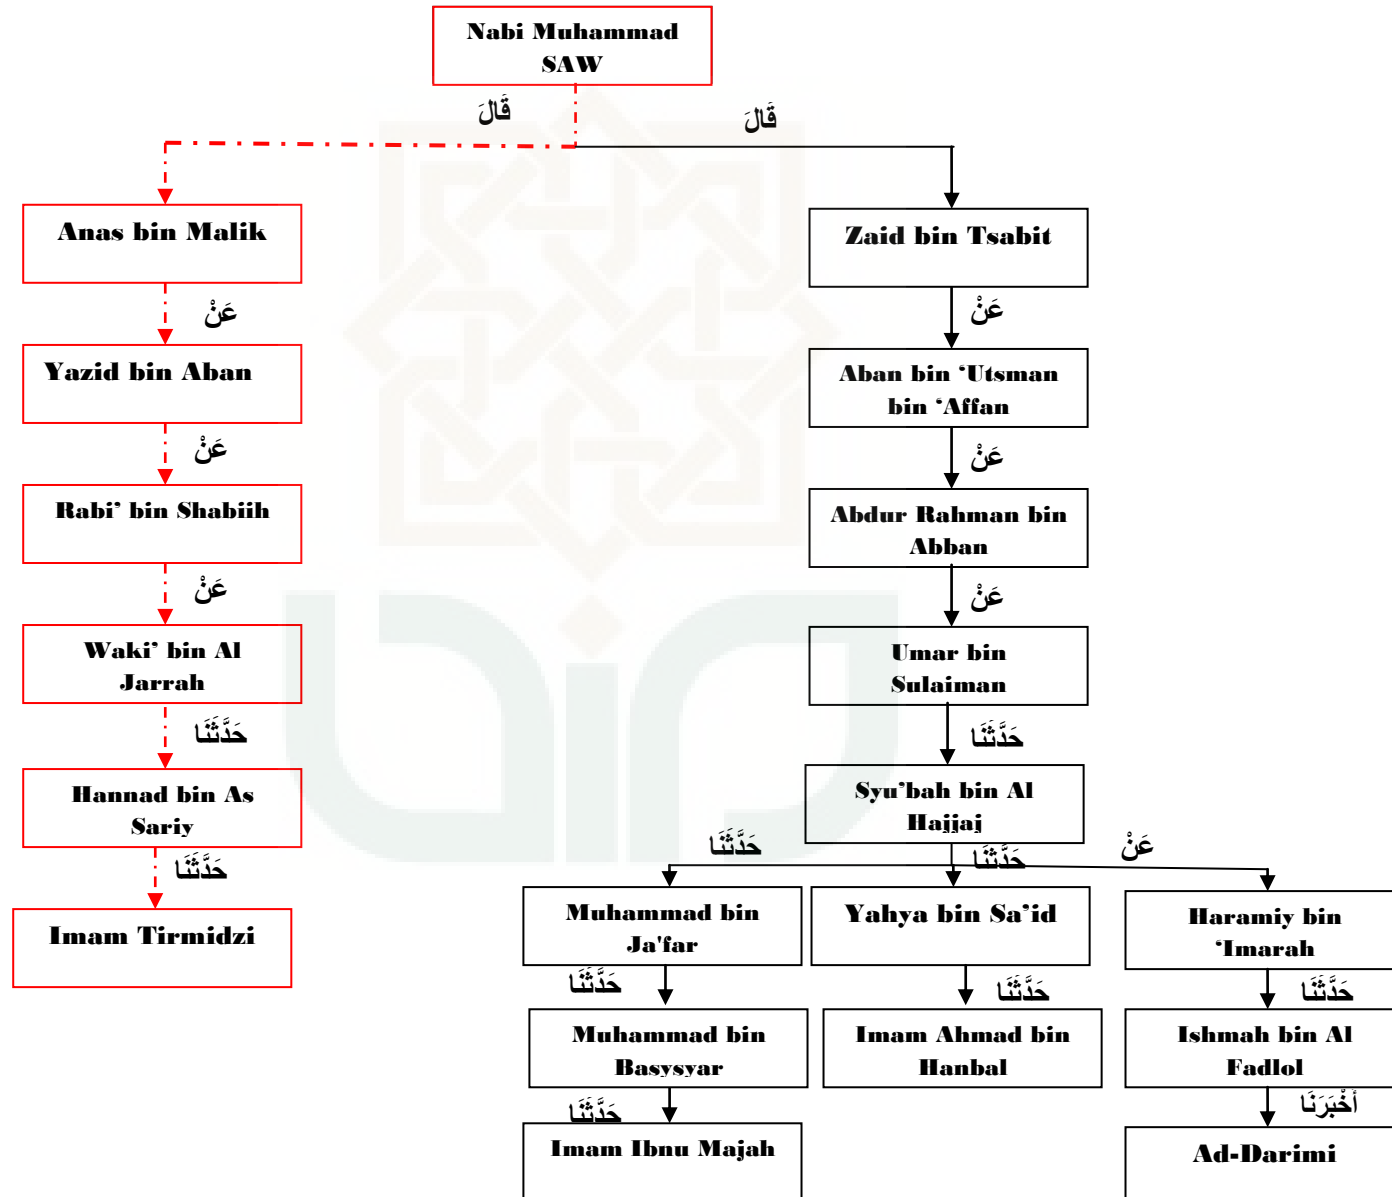 Nabi Muhammad
SAW
قَالَ
قَالَ
Anas bin Malik
Zaid bin Tsabit
عَنْ
عَنْ
Yazid bin Aban
Aban bin ‘Utsman
bin ‘Affan
عَنْ
عَنْ
Rabi’ bin Shabiih
Abdur Rahman bin
Abban
عَنْ
عَنْ
Waki’ bin Al
Jarrah
Umar bin
Sulaiman
حَدَّثَنَا
حَدَّثَنَا
Hannad bin As
Sariy
Syu’bah bin Al
Hajjaj
حَدَّثَنَا
حَدَّثَنَا
حَدَّثَنَا
عَنْ
Imam Tirmidzi
Muhammad bin
Ja'far
Yahya bin Sa’id
Haramiy bin
‘Imarah
حَدَّثَنَا
حَدَّثَنَا
حَدَّثَنَا
Muhammad bin
Basysyar
Imam Ahmad bin
Hanbal
Ishmah bin Al
Fadlol
حَدَّثَنَا
أخْبَرَنَا
Imam Ibnu Majah
Ad-Darimi